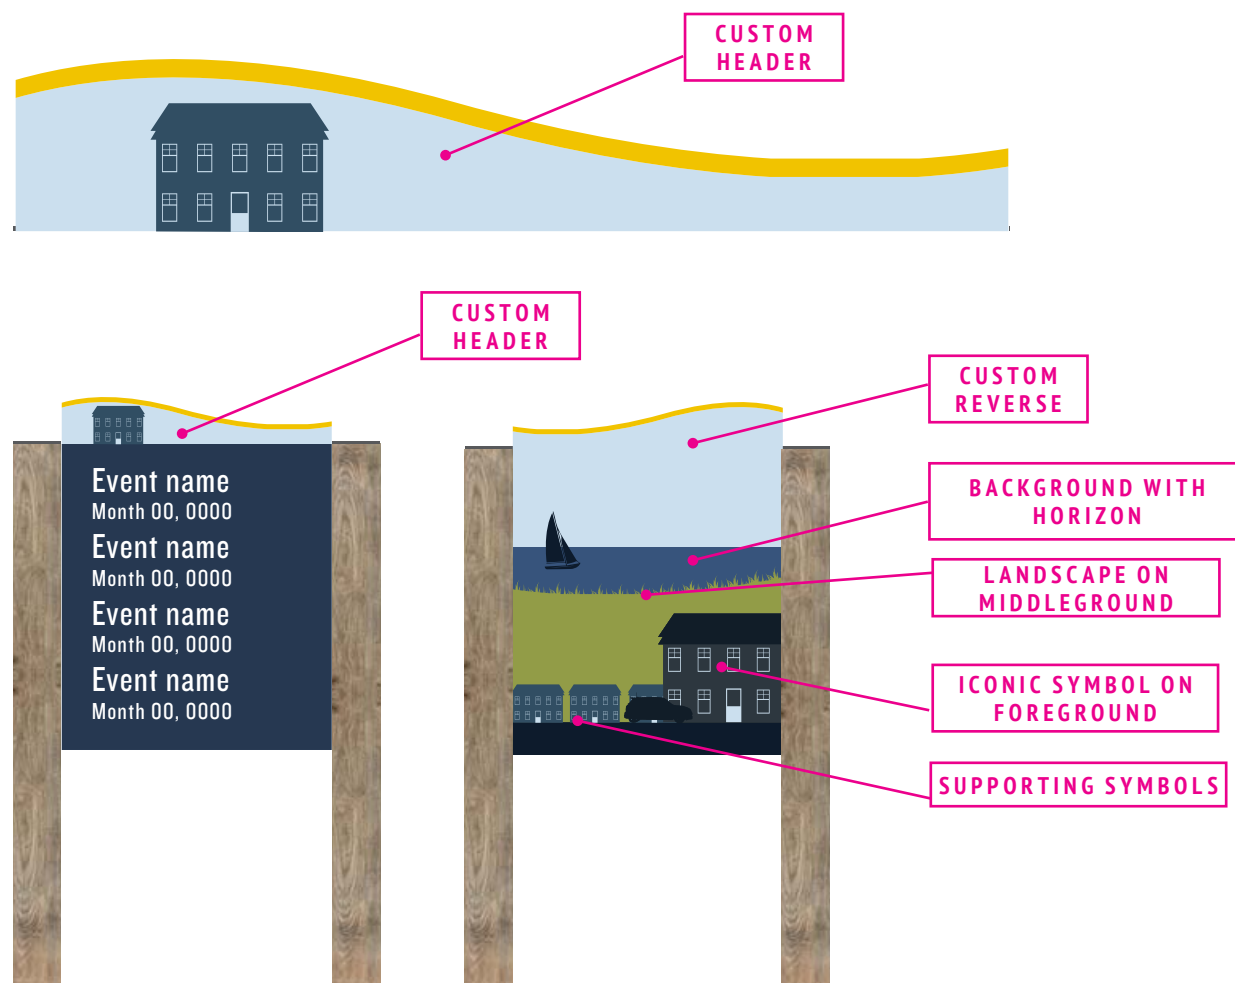 CUSTOM
HEADER
CUSTOM
HEADER
Event name
Month 00, 0000
Event name
Month 00, 0000
Event name
Month 00, 0000
Event name
Month 00, 0000
CUSTOM
REVERSE
BACKGROUND WITH
HORIZON
LANDSCAPE ON
MIDDLEGROUND
ICONIC SYMBOL ON
FOREGROUND
SUPPORTING SYMBOLS